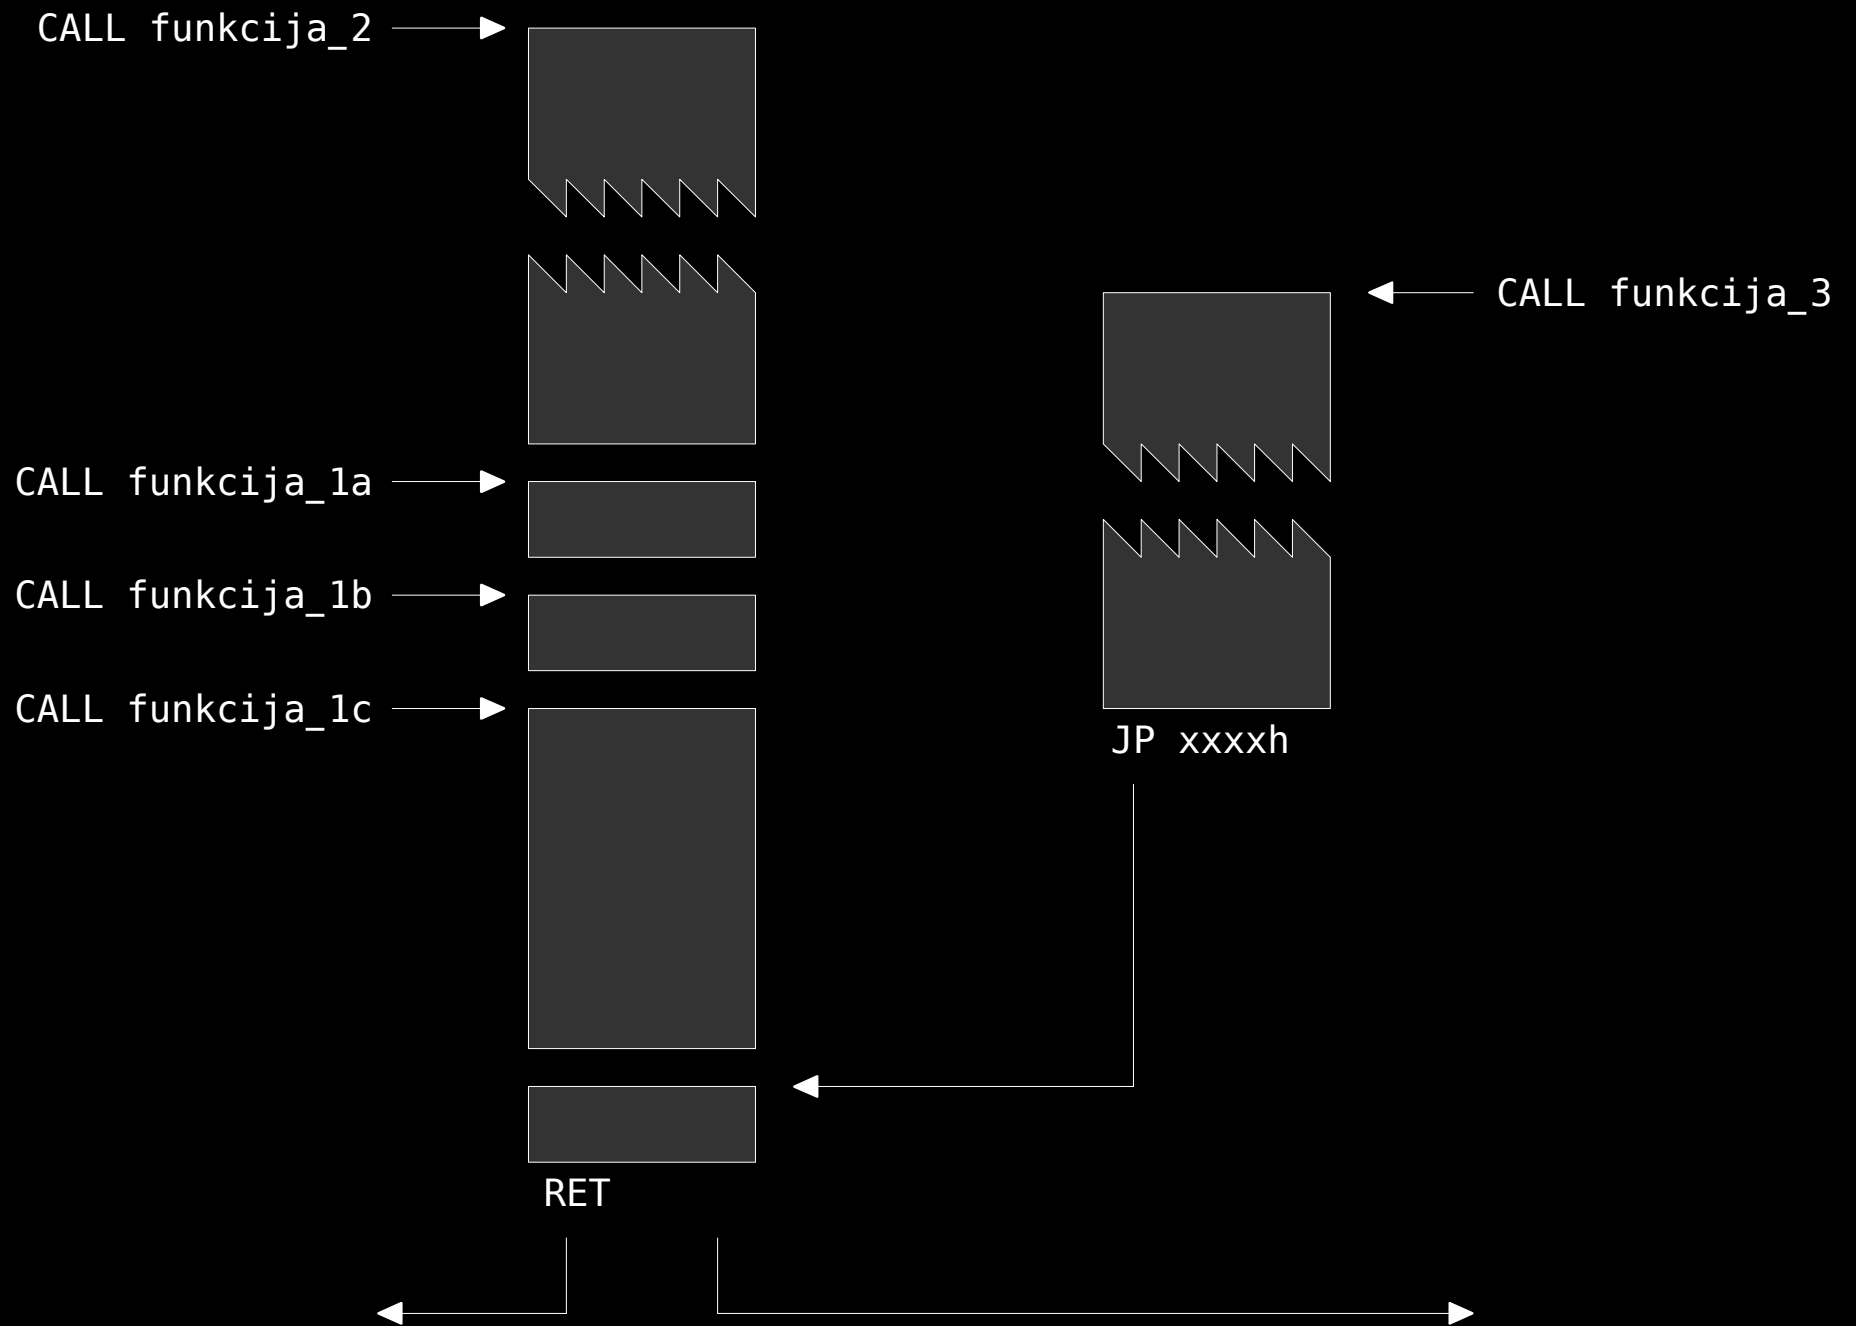 CALL funkcija_2
CALL funkcija_3
CALL funkcija_1a
CALL funkcija_1b
CALL funkcija_1c
JP xxxxh
RET